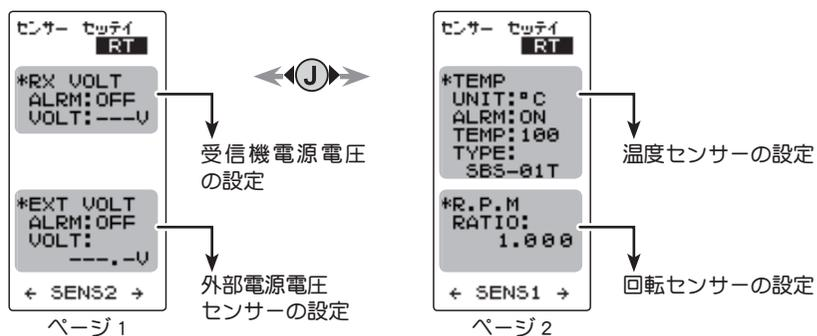 センサー セッテイ
RT
*RX VOLT
ALRM:OFF
VOLT:---V
*EXT VOLT
ALRM:OFF
VOLT:
---.-V
← SENS2 →
ページ 1
受信機電源電圧
の設定
外部電源電圧
センサーの設定
J
センサー セッテイ
RT
*TEMP
UNIT:°C
ALRM:ON
TEMP:100
TYPE:
SBS-01T
*R.P.M
RATIO:
1.000
← SENS1 →
ページ 2
温度センサーの設定
回転センサーの設定